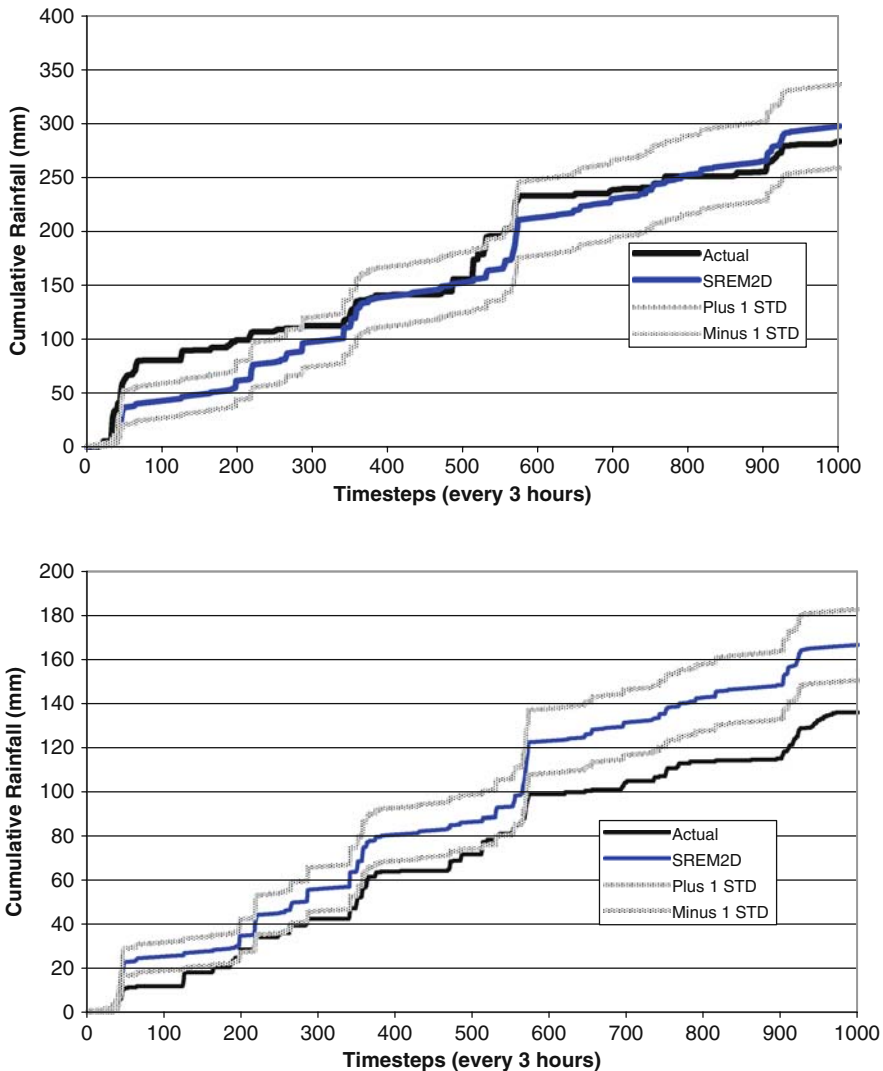 400
350
300
250
200
150
100
50
0
Cumulative Rainfall (mm)
Actual
SREM2D
Plus 1 STD
Minus 1 STD
0 100 200 300 400 500 600 700 800 900 1000
Timesteps (every 3 hours)
200
180
160
140
120
100
80
60
40
20
0
Cumulative Rainfall (mm)
Actual
SREM2D
Plus 1 STD
Minus 1 STD
0 100 200 300 400 500 600 700 800 900 1000
Timesteps (every 3 hours)